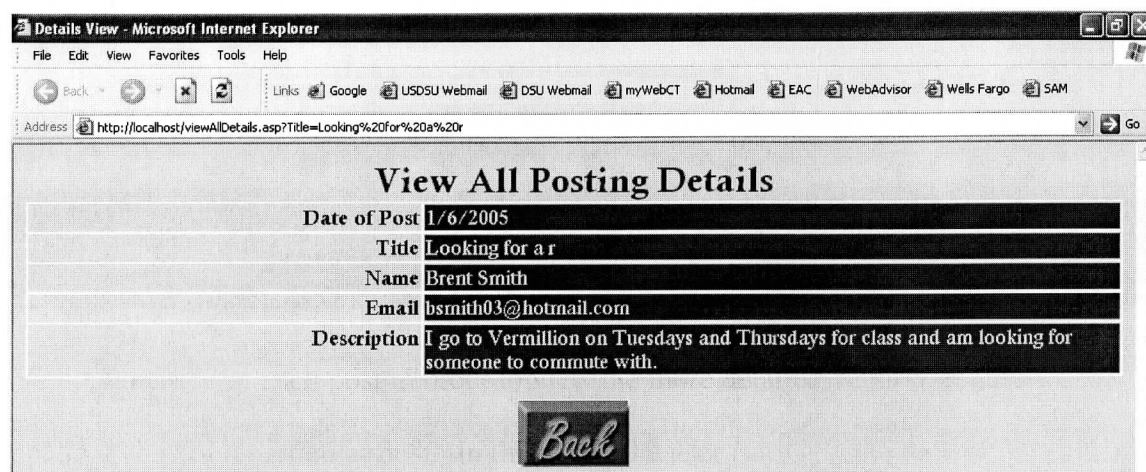 Details View - Microsoft Internet Explorer
File Edit View Favorites Tools Help
Back Links Google USDSU Webmail DSU Webmail myWebCT Hotmail EAC WebAdvisor Wells Fargo SAM
Address http://localhost/viewAllDetails.asp?Title=Looking%20for%20a%20r Go
View All Posting Details
Date of Post 1/6/2005
Title Looking for a r
Name Brent Smith
Email bsmith03@hotmail.com
Description I go to Vermillion on Tuesdays and Thursdays for class and am looking for
someone to commute with.
Back